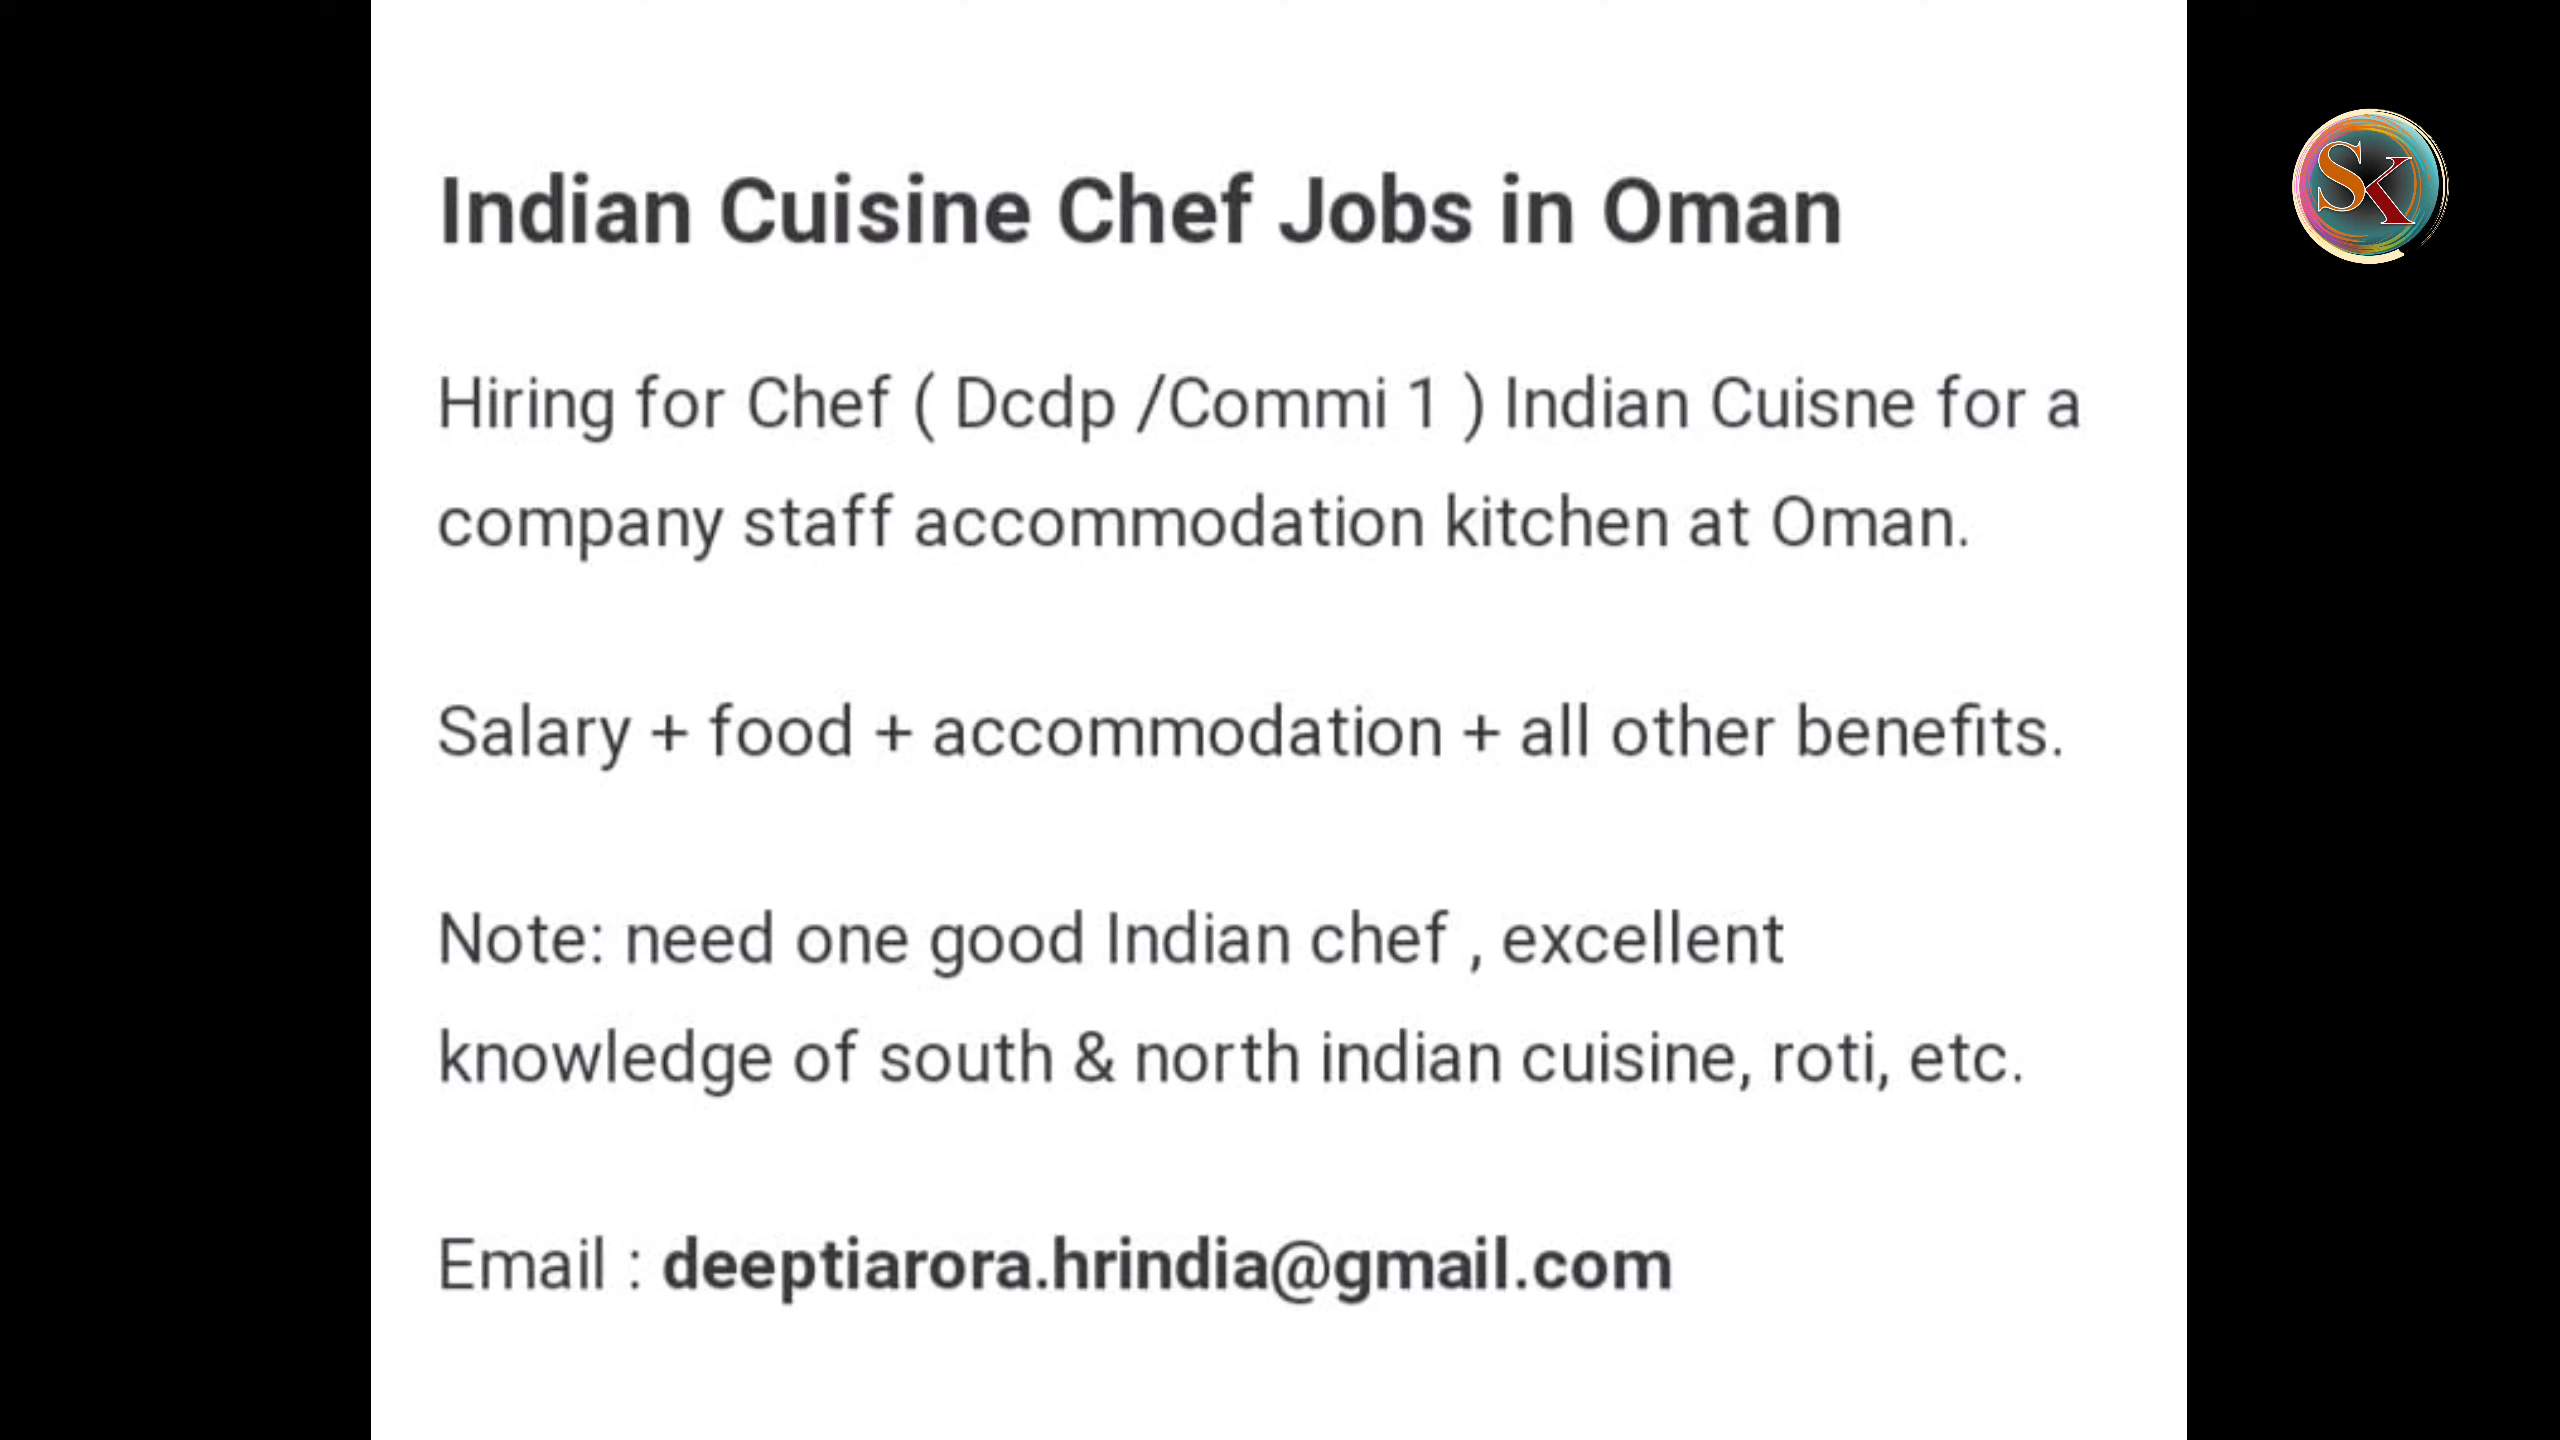 Indian Cuisine Chef Jobs in Oman
SK
Hiring for Chef ( Dcdp /Commi 1 ) Indian Cuisne for a
company staff accommodation kitchen at Oman.
Salary + food + accommodation + all other benefits.
Note: need one good Indian chef , excellent
knowledge of south & north indian cuisine, roti, etc.
Email : deeptiarora.hrindia@gmail.com